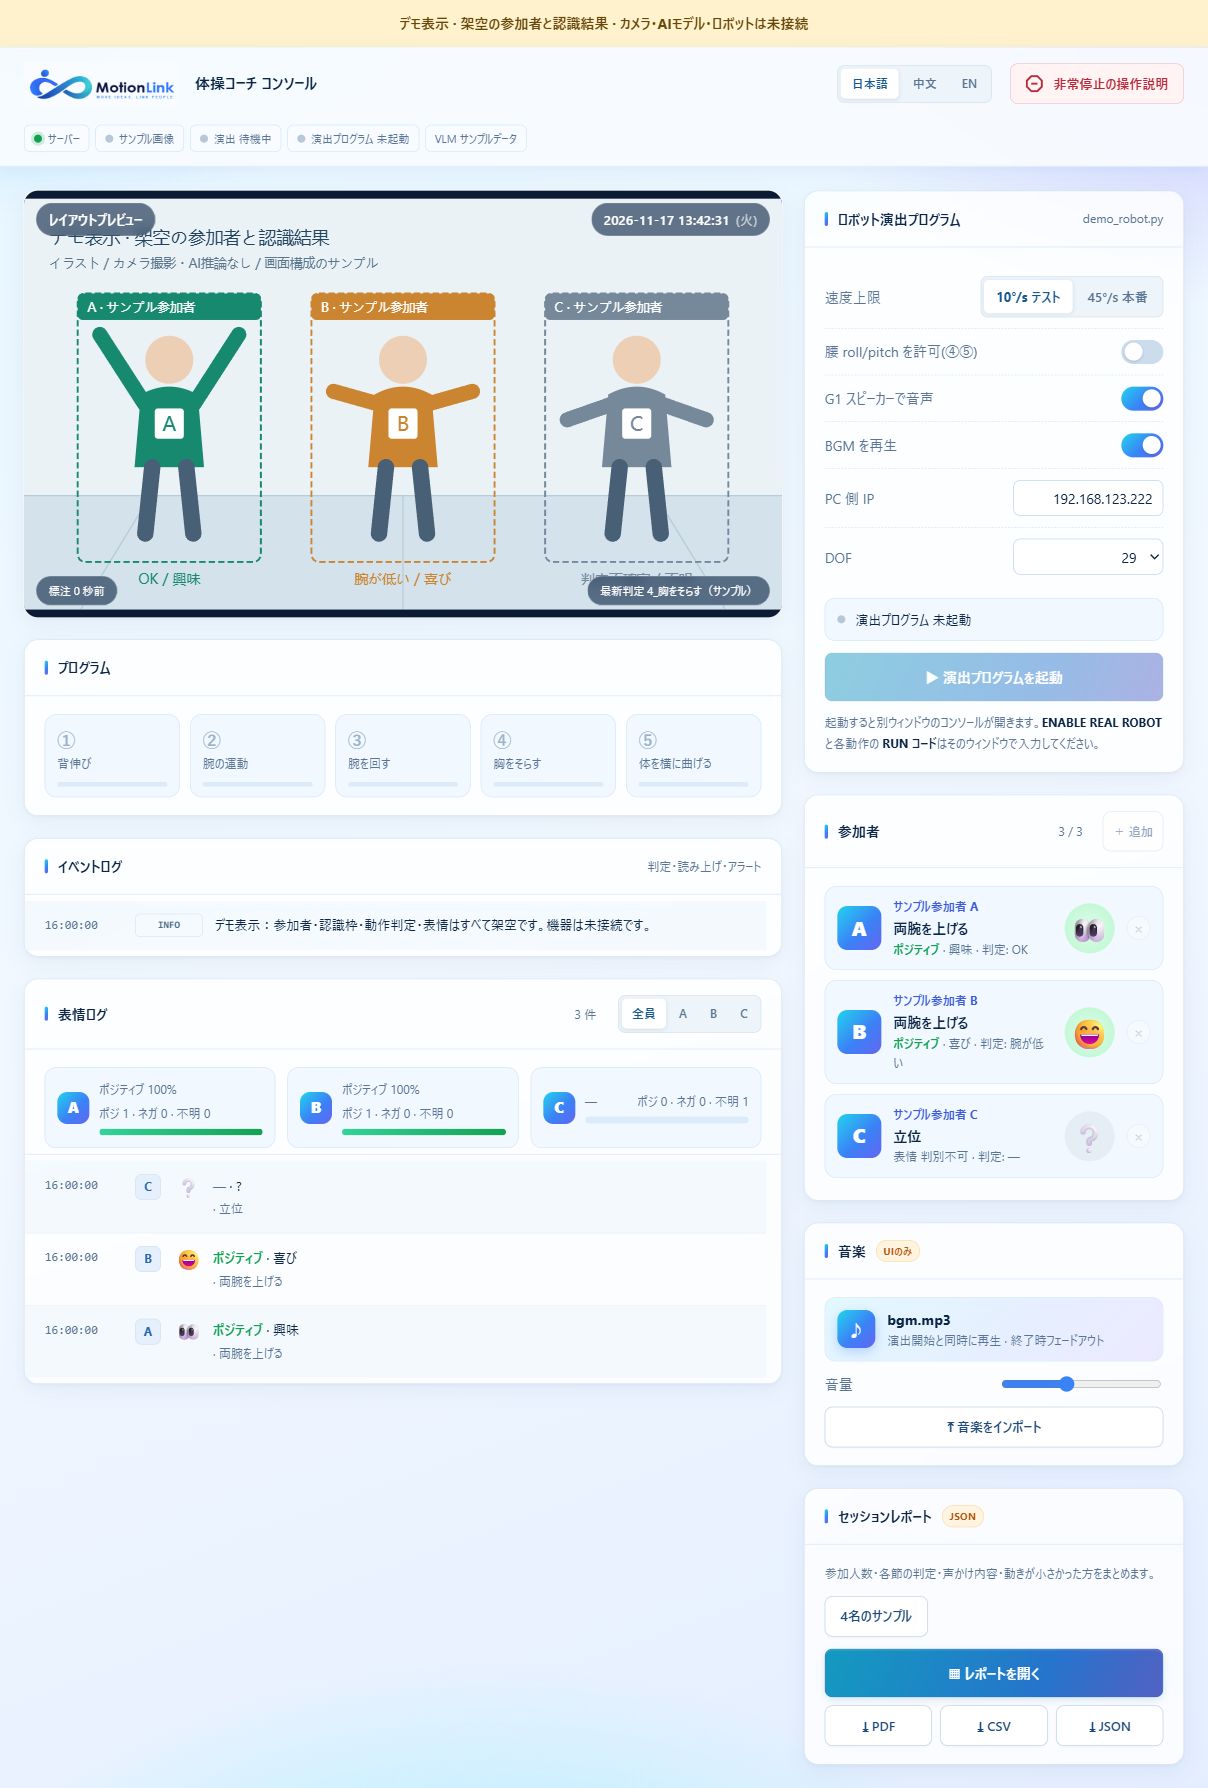 デモ表示・架空の参加者と認識結果・カメラ・AIモデル・ロボットは未接続
MotionLink
体操コーチ コンソール
日本語 中文 EN
非常停止の操作説明
サーバー サンプル画像 演出 待機中 演出プログラム 未起動 VLM サンプルデータ
レイアウトプレビュー
2026-11-17 13:42:31 (火)
デモ表示・架空の参加者と認識結果
イラスト / カメラ撮影・AI推論なし / 画面構成のサンプル
A・サンプル参加者
B・サンプル参加者
C・サンプル参加者
A
B
C
OK / 興味
腕が低い / 喜び
標注 0 秒前
最新判定 4_胸をそらす（サンプル）
プログラム
① 背伸び
② 腕の運動
③ 腕を回す
④ 胸をそらす
⑤ 体を横に曲げる
イベントログ
判定・読み上げ・アラート
16:00:00 INFO デモ表示：参加者・認識枠・動作判定・表情はすべて架空です。機器は未接続です。
表情ログ
3 件
全員 A B C
A ポジティブ 100%
ポジ 1・ネガ 0・不明 0
B ポジティブ 100%
ポジ 1・ネガ 0・不明 0
C — ポジ 0・ネガ 0・不明 1
16:00:00 C —・?
・立位
16:00:00 B ポジティブ・喜び
・両腕を上げる
16:00:00 A ポジティブ・興味
・両腕を上げる
ロボット演出プログラム
demo_robot.py
速度上限 10°/s テスト 45°/s 本番
腰 roll/pitch を許可(④⑤)
G1 スピーカーで音声
BGM を再生
PC 側 IP 192.168.123.222
DOF 29
演出プログラム 未起動
▶ 演出プログラムを起動
起動すると別ウィンドウのコンソールが開きます。ENABLE REAL ROBOT
と各動作の RUN コードはそのウィンドウで入力してください。
参加者
3 / 3
＋ 追加
サンプル参加者 A
A 両腕を上げる
ポジティブ・興味・判定: OK
×
サンプル参加者 B
B 両腕を上げる
ポジティブ・喜び・判定: 腕が低
い
×
サンプル参加者 C
C 立位
表情 判別不可・判定: —
×
音楽 UIのみ
bgm.mp3
演出開始と同時に再生・終了時フェードアウト
音量
⤒ 音楽をインポート
セッションレポート JSON
参加人数・各節の判定・声かけ内容・動きが小さかった方をまとめます。
4名のサンプル
▦ レポートを開く
⤓ PDF ⤓ CSV ⤓ JSON